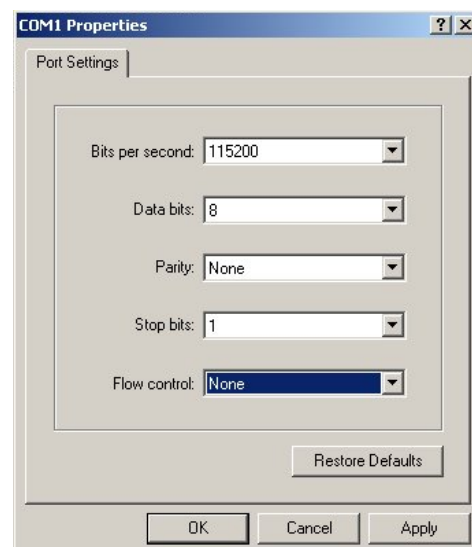 COM1 Properties
Port Settings
Bits per second: 115200
Data bits: 8
Parity: None
Stop bits: 1
Flow control: None
Restore Defaults
OK Cancel Apply